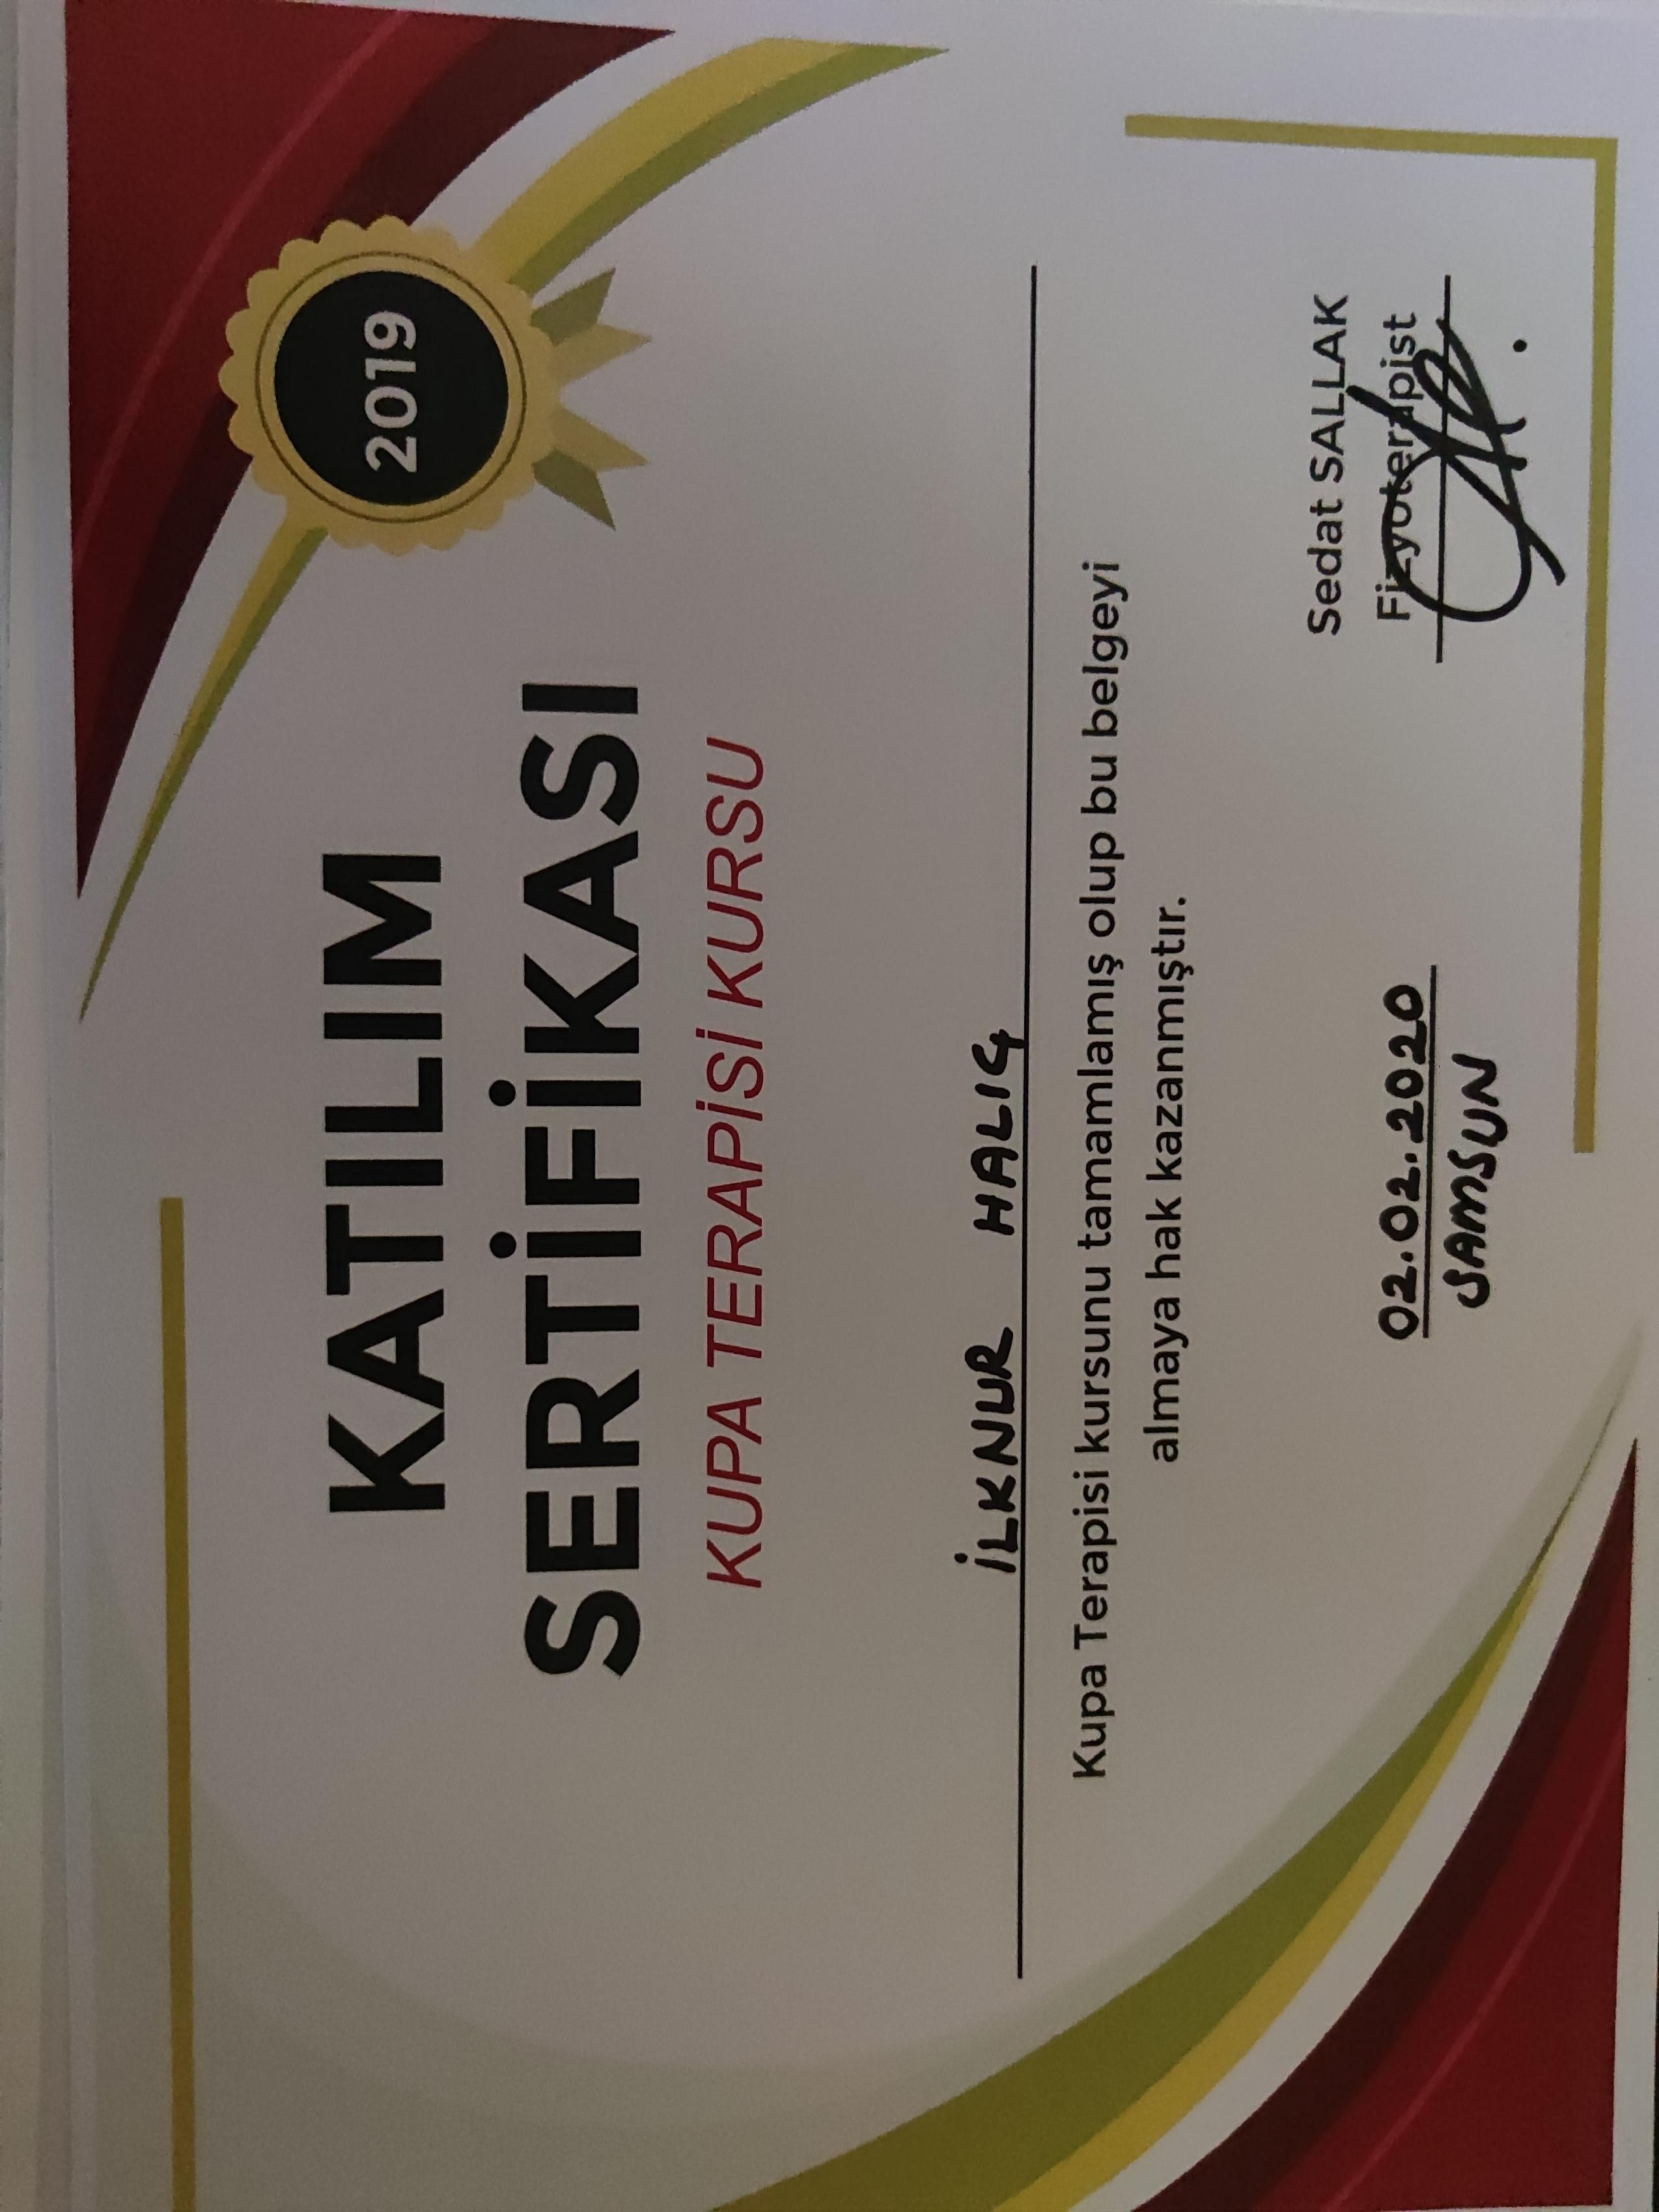 2019
KATILIM
SERTİFİKASI
KUPA TERAPİSİ KURSU
İLKNUR HALIÇ
Kupa Terapisi kursunu tamamlamış olup bu belgeyi
almaya hak kazanmıştır.
02.02.2020
SAMSUN
Sedat SALLAK
Fizyoterapist